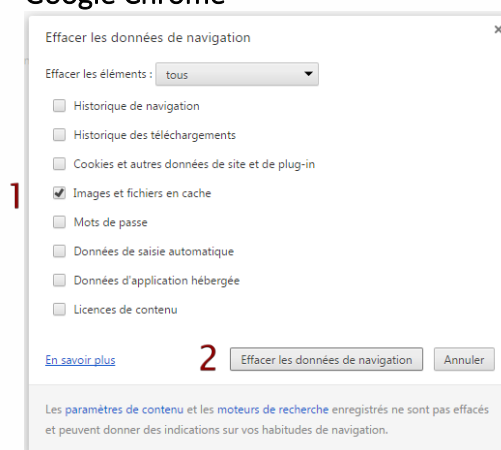 Google Chrome
Effacer les données de navigation
×
Effacer les éléments : tous
Historique de navigation
Historique des téléchargements
Cookies et autres données de site et de plug-in
1 Images et fichiers en cache
Mots de passe
Données de saisie automatique
Données d'application hébergée
Licences de contenu
En savoir plus 2 Effacer les données de navigation Annuler
Les paramètres de contenu et les moteurs de recherche enregistrés ne sont pas effacés
et peuvent donner des indications sur vos habitudes de navigation.